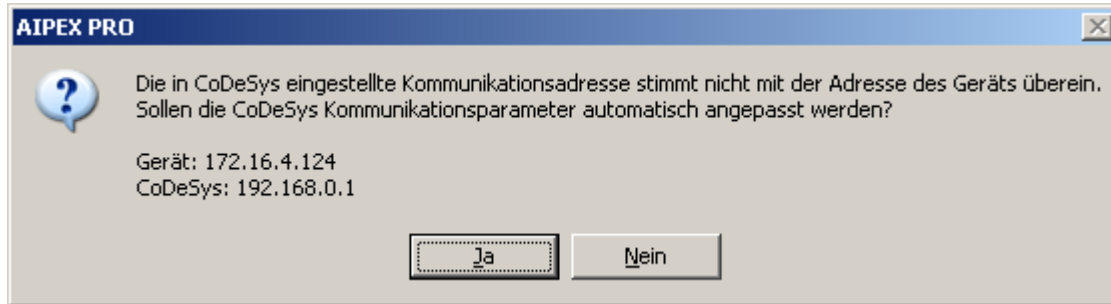 AIPEX PRO
Die in CoDeSys eingestellte Kommunikationsadresse stimmt nicht mit der Adresse des Geräts überein.
Sollen die CoDeSys Kommunikationsparameter automatisch angepasst werden?
Gerät: 172.16.4.124
CoDeSys: 192.168.0.1
Ja
Nein